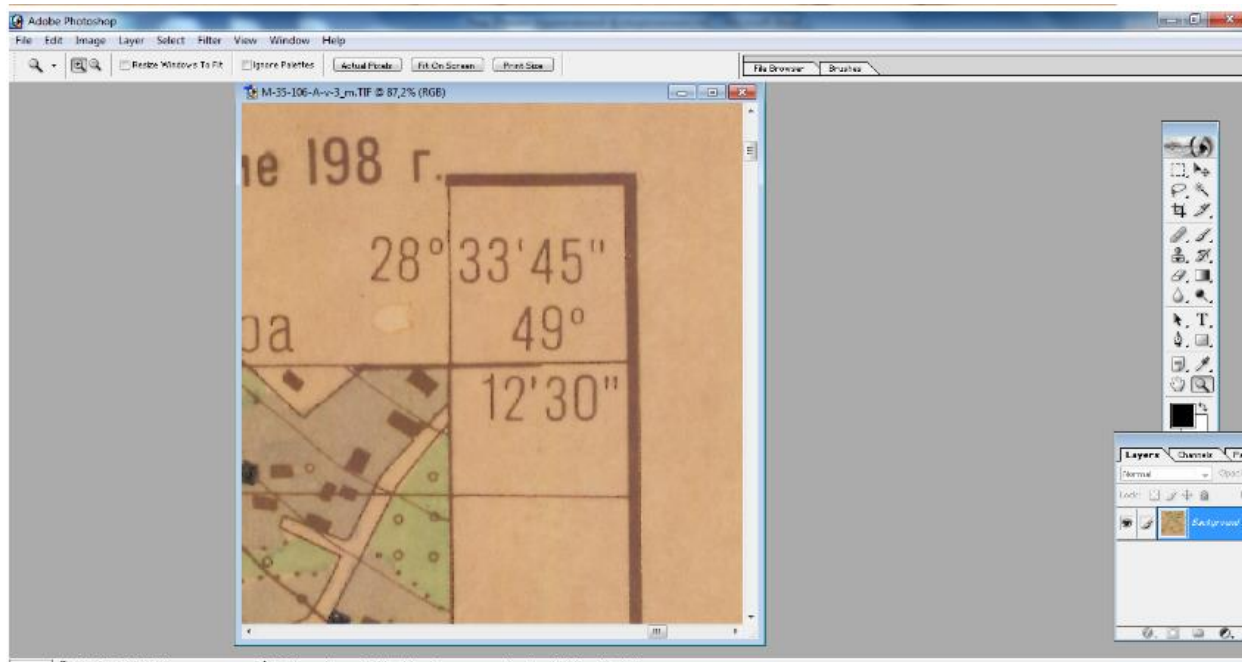 Adobe Photoshop
File Edit Image Layer Select Filter View Window Help
Resize Windows To Fit Ignore Palettes Actual Pixels Fit On Screen Print Size File Browser Brushes
M-35-106-A-v-3_m.TIF @ 87,2% (RGB)
не 198 г.
28° 33'45"
ра 49°
12'30"
Layers Channels
Normal
Lock:
Background